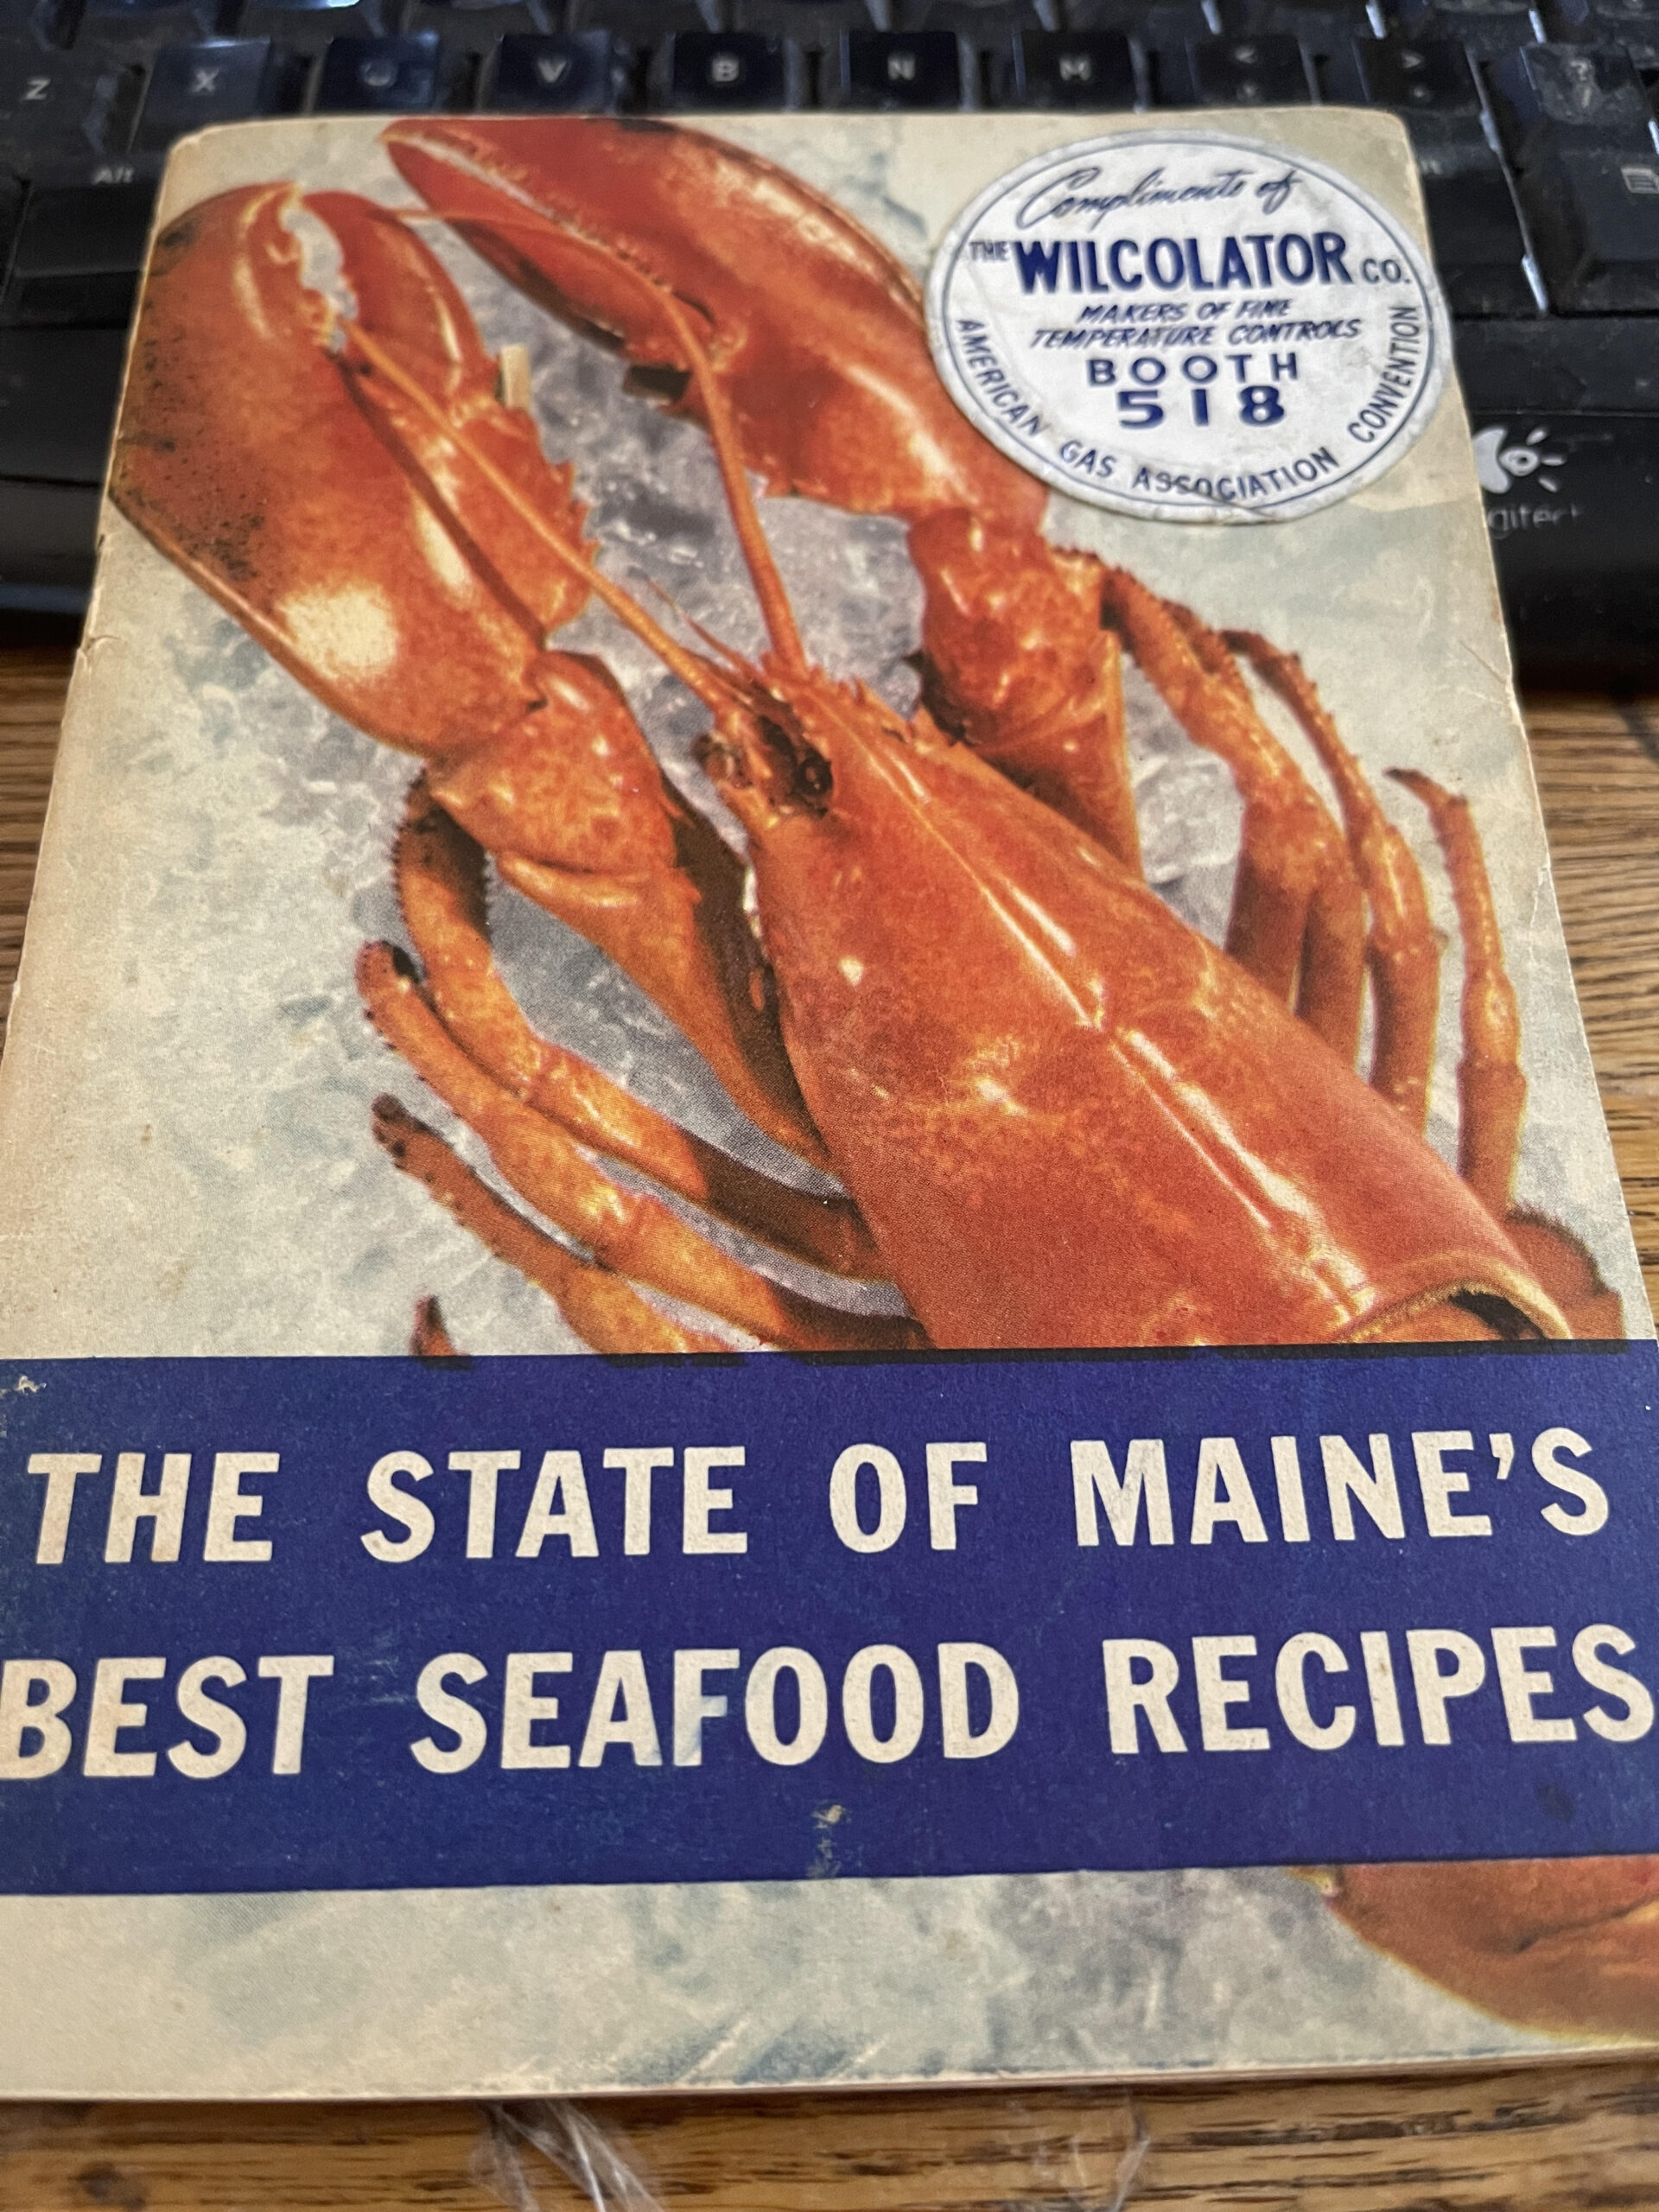 Z X V B N M
Alt
Compliments of
THE WILCOLATOR CO.
MAKERS OF FINE
TEMPERATURE CONTROLS
BOOTH
518
AMERICAN GAS ASSOCIATION CONVENTION
THE STATE OF MAINE'S
BEST SEAFOOD RECIPES